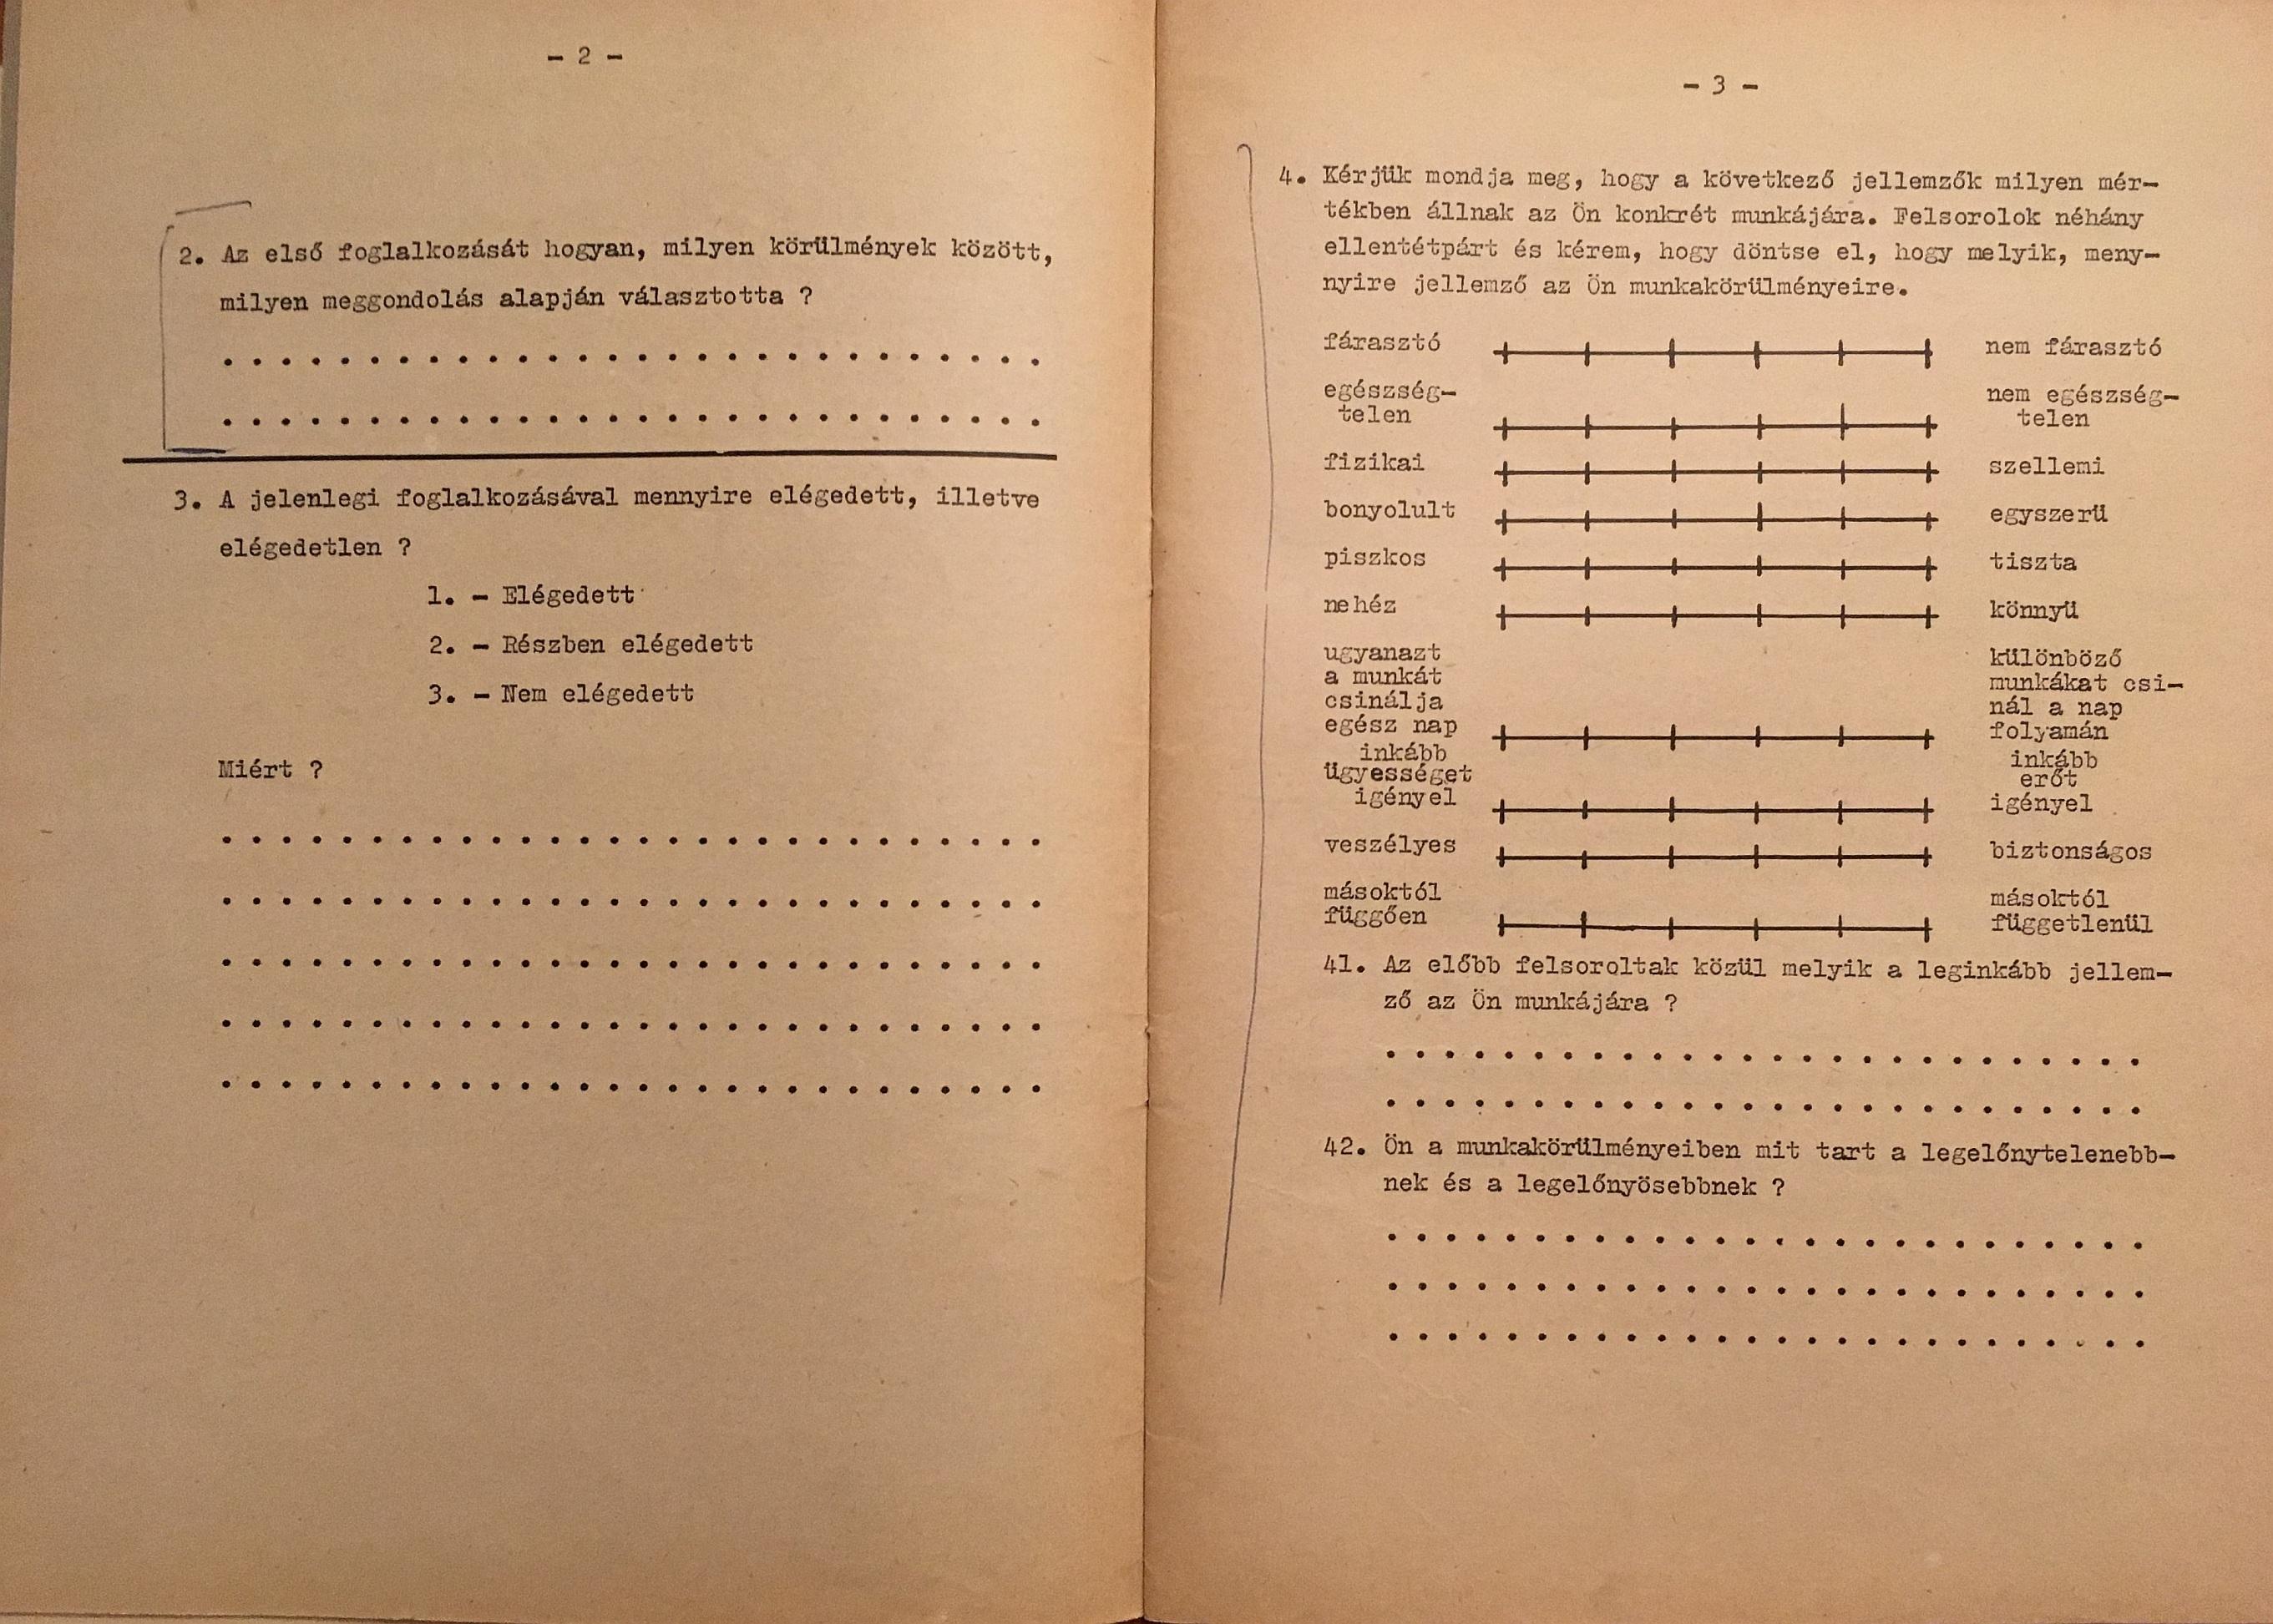 - 2 -
2. Az első foglalkozását hogyan, milyen körülmények között,
milyen meggondolás alapján választotta ?
. . . . . . . . . . . . . . . . . . . . . . . . . . . .
. . . . . . . . . . . . . . . . . . . . . . . . . . . .
3. A jelenlegi foglalkozásával mennyire elégedett, illetve
elégedetlen ?
1. - Elégedett
2. - Részben elégedett
3. - Nem elégedett
Miért ?
. . . . . . . . . . . . . . . . . . . . . . . . . . . .
. . . . . . . . . . . . . . . . . . . . . . . . . . . .
. . . . . . . . . . . . . . . . . . . . . . . . . . . .
. . . . . . . . . . . . . . . . . . . . . . . . . . . .
. . . . . . . . . . . . . . . . . . . . . . . . . . . .
- 3 -
4. Kérjük mondja meg, hogy a következő jellemzők milyen mér-
tékben állnak az Ön konkrét munkájára. Felsorolok néhány
ellentétpárt és kérem, hogy döntse el, hogy melyik, meny-
nyire jellemző az Ön munkakörülményeire.
fárasztó nem fárasztó
egészség- nem egészség-
telen telen
fizikai szellemi
bonyolult egyszerü
piszkos tiszta
nehéz könnyü
ugyanazt különböző
a munkát munkákat csi-
csinálja nál a nap
egész nap folyamán
inkább inkább
ügyességet erőt
igényel igényel
veszélyes biztonságos
másoktól másoktól
függően függetlenül
41. Az előbb felsoroltak közül melyik a leginkább jellem-
ző az Ön munkájára ?
. . . . . . . . . . . . . . . . . . . . . . . . . .
. . . . . . . . . . . . . . . . . . . . . . . . . .
42. Ön a munkakörülményeiben mit tart a legelőnytelenebb-
nek és a legelőnyösebbnek ?
. . . . . . . . . . . . . . . . . . . . . . . . . .
. . . . . . . . . . . . . . . . . . . . . . . . . .
. . . . . . . . . . . . . . . . . . . . . . . . . .